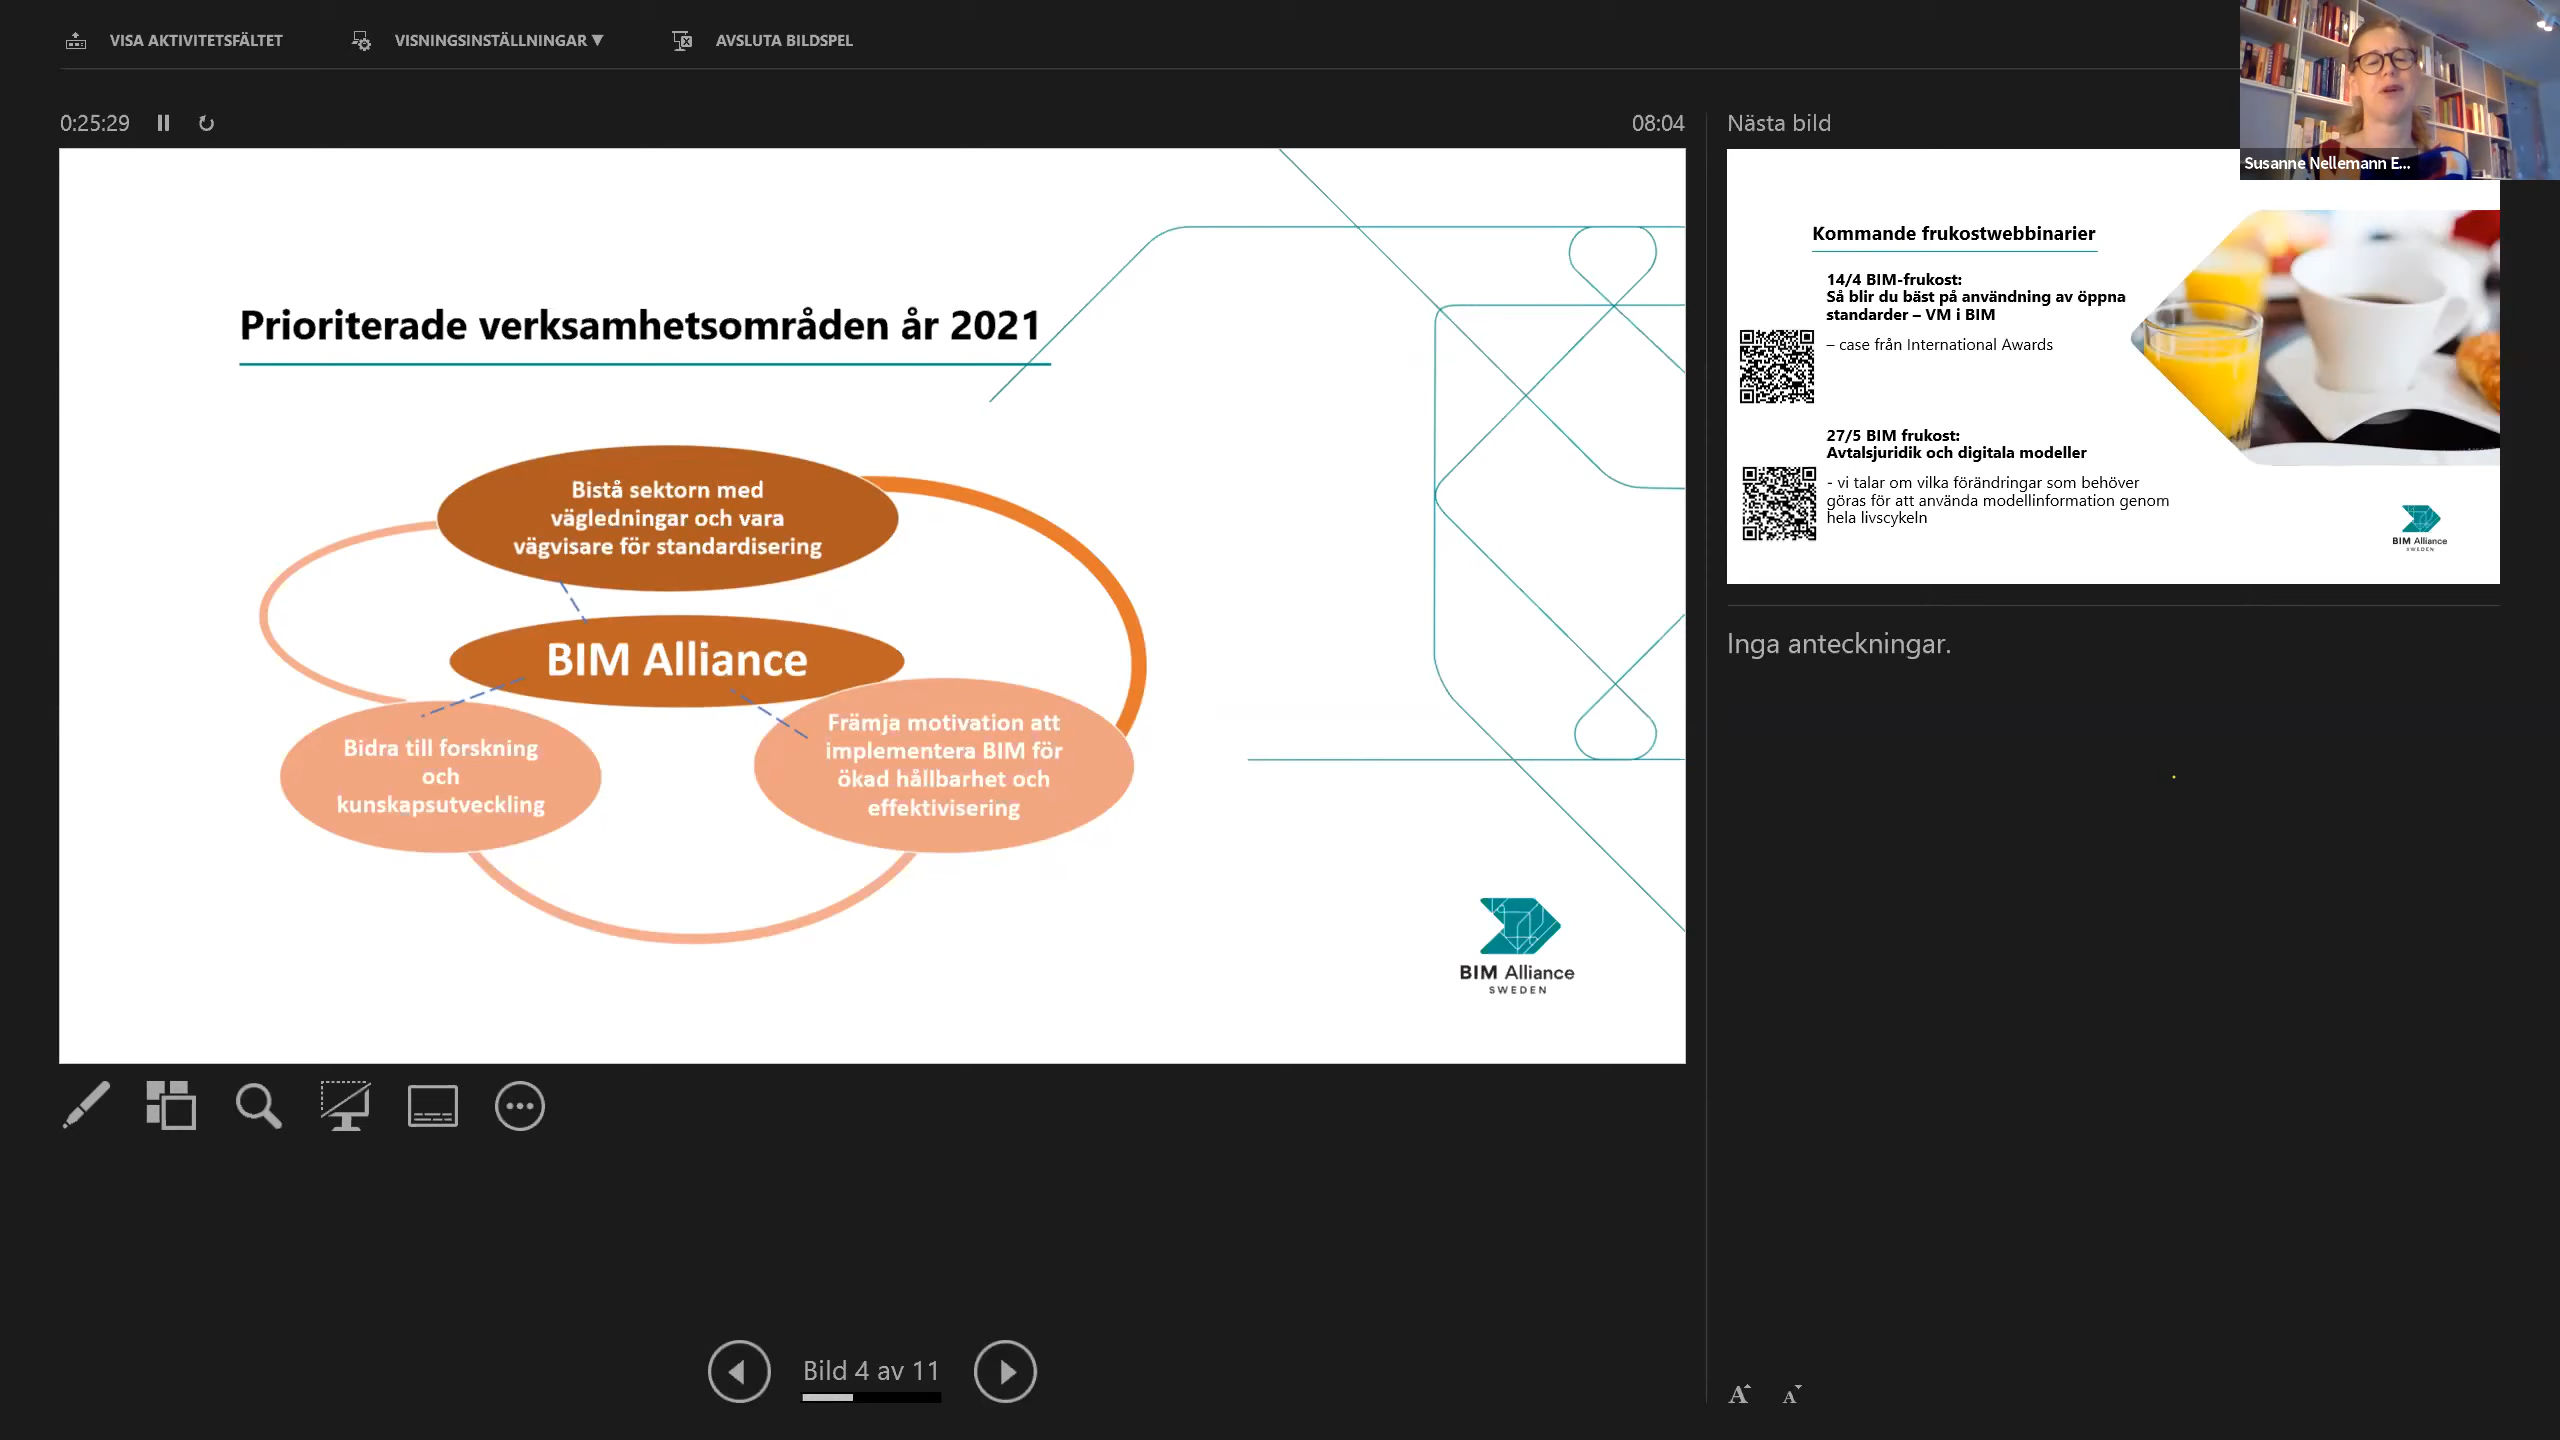 VISA AKTIVITETSFÄLTET
VISNINGSINSTÄLLNINGAR ▼
AVSLUTA BILDSPEL
0:25:29
08:04
Prioriterade verksamhetsområden år 2021
Bistå sektorn med
vägledningar och vara
vägvisare för standardisering
BIM Alliance
Bidra till forskning
och
kunskapsutveckling
Främja motivation att
implementera BIM för
ökad hållbarhet och
effektivisering
BIM Alliance
SWEDEN
Bild 4 av 11
Nästa bild
Susanne Nellemann E...
Kommande frukostwebbinarier
14/4 BIM-frukost:
Så blir du bäst på användning av öppna
standarder – VM i BIM
– case från International Awards
27/5 BIM frukost:
Avtalsjuridik och digitala modeller
- vi talar om vilka förändringar som behöver
göras för att använda modellinformation genom
hela livscykeln
BIM Alliance
SWEDEN
Inga anteckningar.
A A